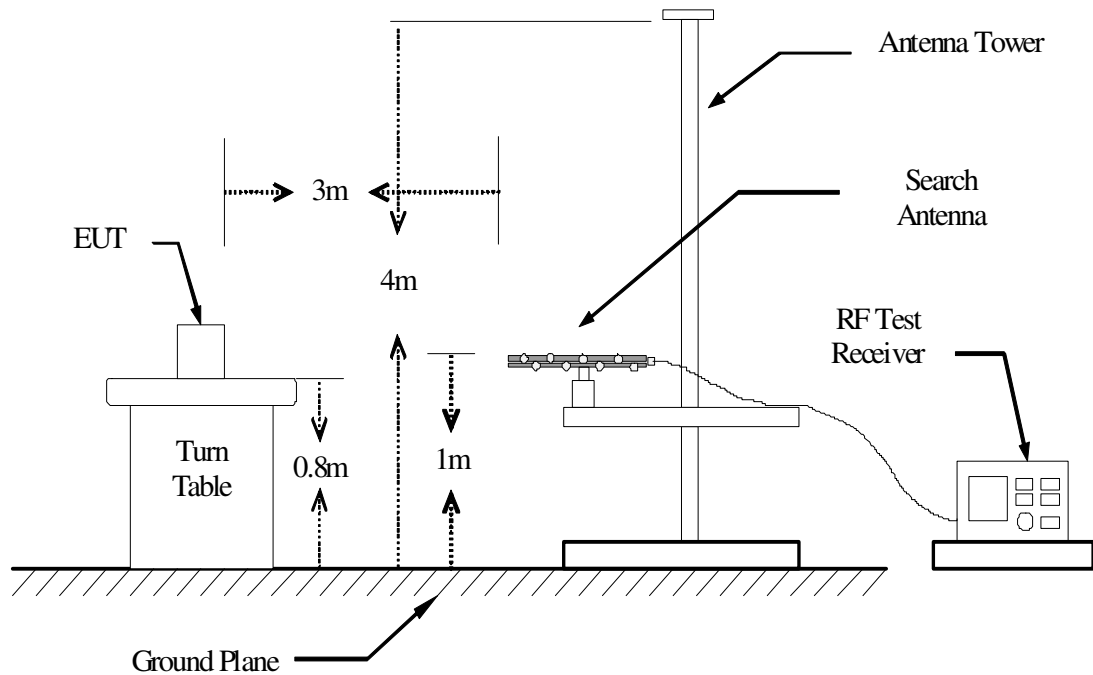 Antenna Tower
3m
Search
Antenna
EUT
4m
RF Test
Receiver
Turn
Table
0.8m
1m
Ground Plane